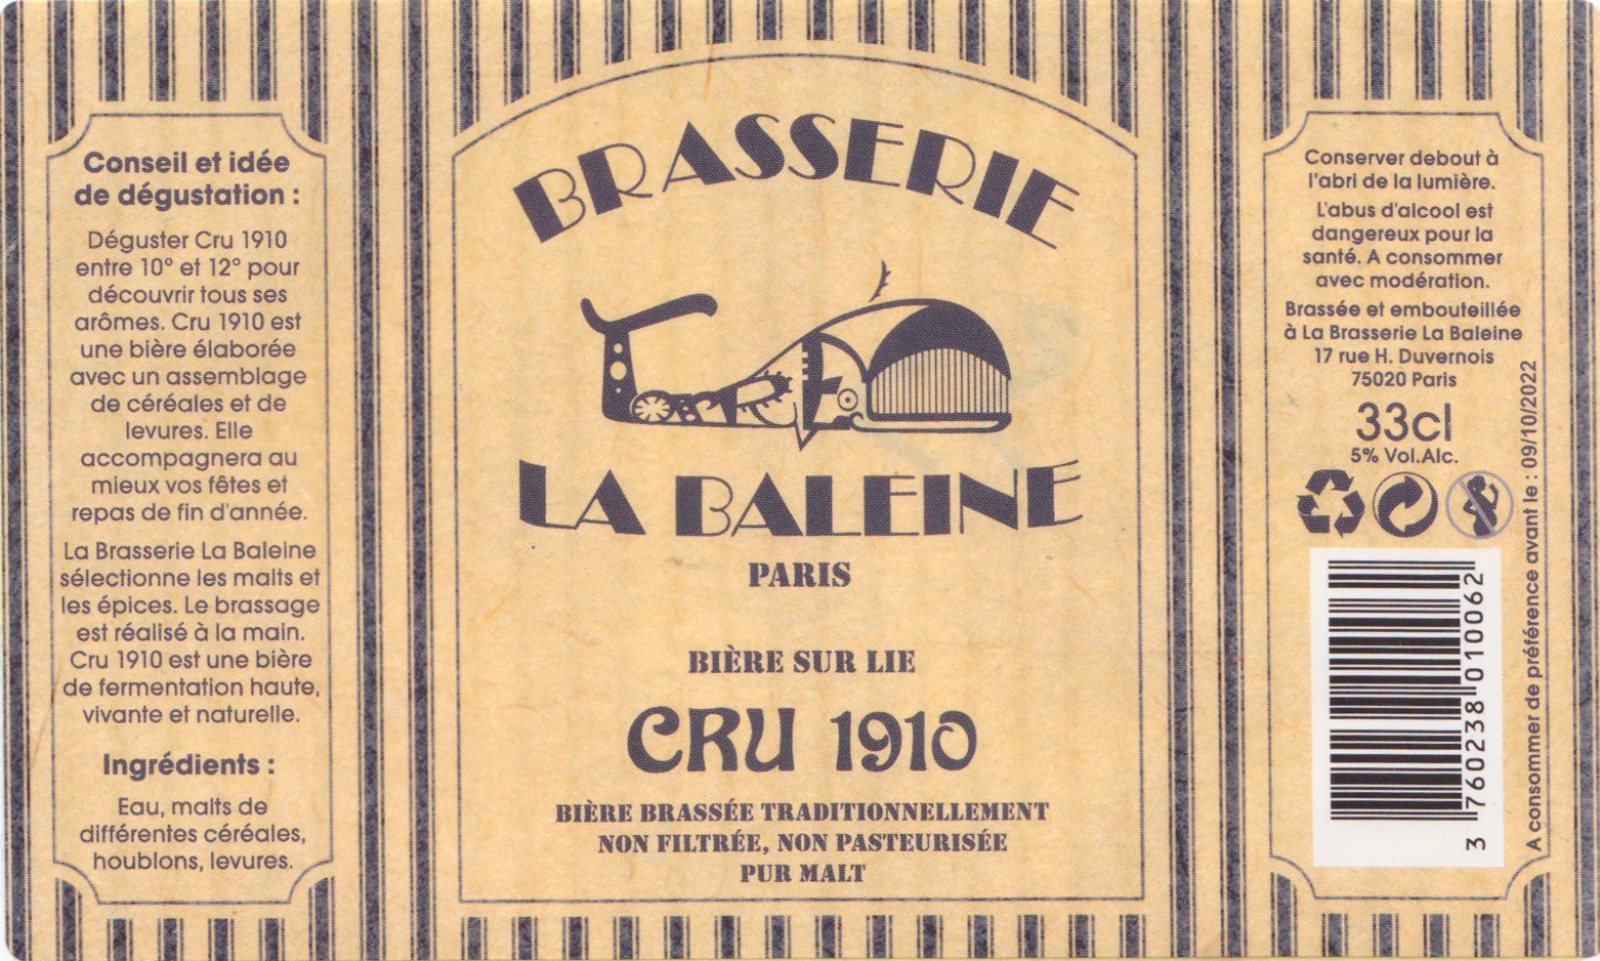 Conseil et idée
de dégustation :
Déguster Cru 1910
entre 10° et 12° pour
découvrir tous ses
arômes. Cru 1910 est
une bière élaborée
avec un assemblage
de céréales et de
levures. Elle
accompagnera au
mieux vos fêtes et
repas de fin d'année.
La Brasserie La Baleine
sélectionne les malts et
les épices. Le brassage
est réalisé à la main.
Cru 1910 est une bière
de fermentation haute,
vivante et naturelle.
Ingrédients :
Eau, malts de
différentes céréales,
houblons, levures.
BRASSERIE
LA BALEINE
PARIS
BIÈRE SUR LIE
CRU 1910
BIÈRE BRASSÉE TRADITIONNELLEMENT
NON FILTRÉE, NON PASTEURISÉE
PUR MALT
Conserver debout à
l'abri de la lumière.
L'abus d'alcool est
dangereux pour la
santé. A consommer
avec modération.
Brassée et embouteillée
à La Brasserie La Baleine
17 rue H. Duvernois
75020 Paris
33cl
5% Vol.Alc.
3 760238 010062
A consommer de préférence avant le : 09/10/2022